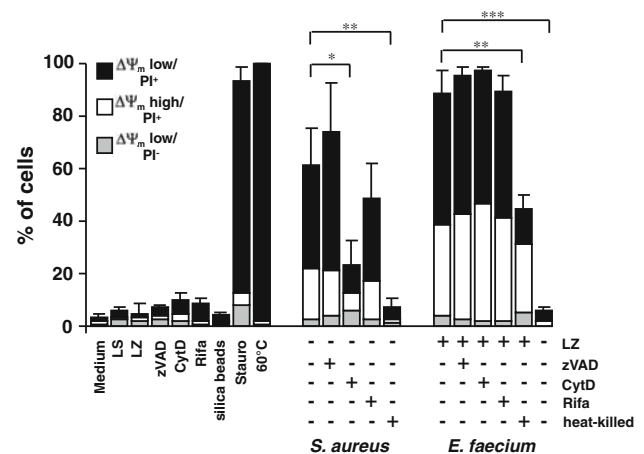 ** ***
* **
100
80
60
40
20
0
% of cells
ΔΨm low/
PI+
ΔΨm high/
PI+
ΔΨm low/
PI-
Medium
LS
LZ
zVAD
CytD
Rifa
silica beads
Stauro
60°C
- - - - - + + + + + - LZ
- + - - - - + - - - - zVAD
- - + - - - - + - - - CytD
- - - + - - - - + - - Rifa
- - - - + - - - - + - heat-killed
S. aureus E. faecium